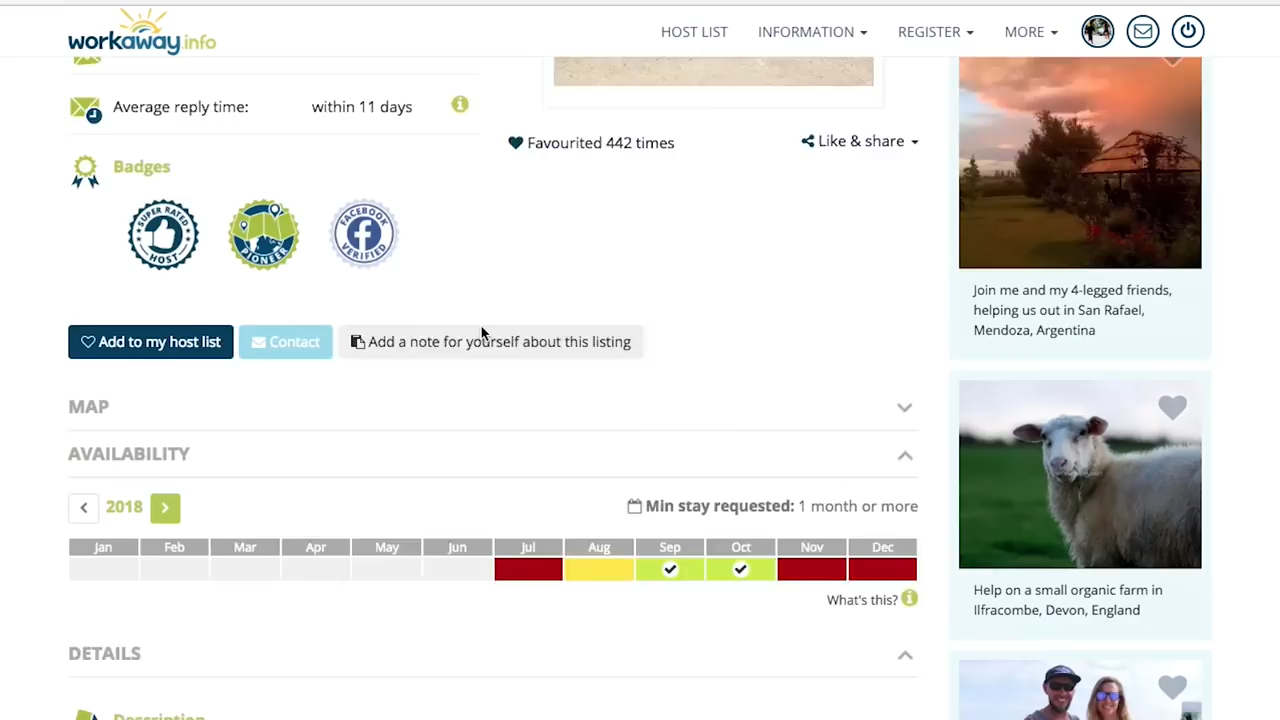 workaway.info
HOST LIST
INFORMATION
REGISTER
MORE
Average reply time: within 11 days
Favourited 442 times
Like & share
Badges
SUPER RATED HOST
PIONEER
FACEBOOK VERIFIED
Add to my host list
Contact
Add a note for yourself about this listing
MAP
AVAILABILITY
2018
Min stay requested: 1 month or more
Jan Feb Mar Apr May Jun Jul Aug Sep Oct Nov Dec
What's this?
DETAILS
Description
Join me and my 4-legged friends,
helping us out in San Rafael,
Mendoza, Argentina
Help on a small organic farm in
Ilfracombe, Devon, England